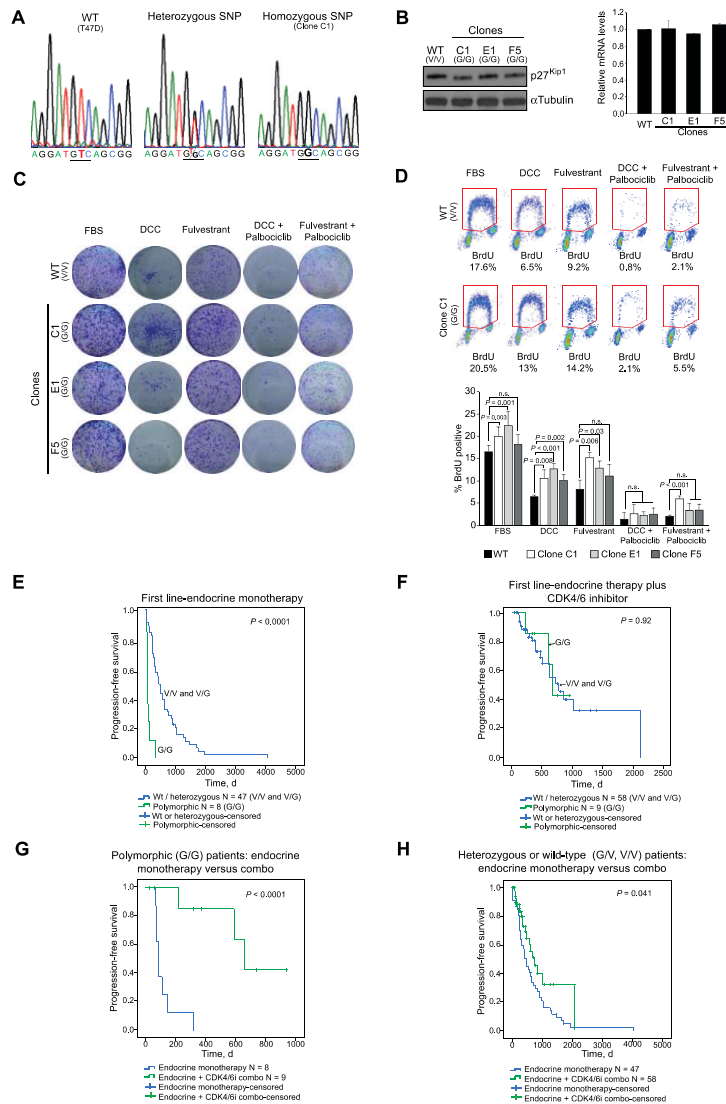 A
WT
(T47D)
Heterozygous SNP
Homozygous SNP
(Clone C1)
AGGATGTCAGCGG
AGGATGTGCAGCGG
AGGATGGCAGCGG
B
Clones
WT
(V/V)
C1
(G/G)
E1
(G/G)
F5
(G/G)
p27Kip1
αTubulin
Relative mRNA levels
1.2
1.0
0.8
0.6
0.4
0.2
0.0
WT C1 E1 F5
Clones
C
FBS DCC Fulvestrant DCC + Palbociclib Fulvestrant + Palbociclib
WT
(V/V)
Clones
C1
(G/G)
E1
(G/G)
F5
(G/G)
D
FBS DCC Fulvestrant DCC + Palbociclib Fulvestrant + Palbociclib
WT
(V/V)
BrdU BrdU BrdU BrdU BrdU
17.6% 6.5% 9.2% 0.8% 2.1%
Clone C1
(G/G)
BrdU BrdU BrdU BrdU BrdU
20.5% 13% 14.2% 2.1% 5.5%
% BrdU positive
30
25
20
15
10
5
0
n.s.
P = 0.001
P = 0.003
P = 0.002
P < 0.001
P = 0.008
n.s.
P = 0.03
P = 0.006
n.s.
n.s.
P < 0.001
FBS DCC Fulvestrant DCC + Palbociclib Fulvestrant + Palbociclib
WT Clone C1 Clone E1 Clone F5
E
First line-endocrine monotherapy
P < 0.0001
Progression-free survival
1.0
0.8
0.6
0.4
0.2
0.0
V/V and V/G
G/G
0 1000 2000 3000 4000 5000
Time, d
Wt / heterozygous N = 47 (V/V and V/G)
Polymorphic N = 8 (G/G)
Wt or heterozygous-censored
Polymorphic-censored
F
First line-endocrine therapy plus
CDK4/6 inhibitor
P = 0.92
Progression-free survival
1.0
0.8
0.6
0.4
0.2
0.0
G/G
V/V and V/G
0 500 1000 1500 2000 2500
Time, d
Wt / heterozygous N = 58 (V/V and V/G)
Polymorphic N = 9 (G/G)
Wt or heterozygous-censored
Polymorphic-censored
G
Polymorphic (G/G) patients: endocrine
monotherapy versus combo
P < 0.0001
Progression-free survival
1.0
0.8
0.6
0.4
0.2
0.0
0 200 400 600 800 1000
Time, d
Endocrine monotherapy N = 8
Endocrine + CDK4/6i combo N = 9
Endocrine monotherapy-censored
Endocrine + CDK4/6i combo-censored
H
Heterozygous or wild-type (G/V, V/V) patients:
endocrine monotherapy versus combo
P = 0.041
Progression-free survival
1.0
0.8
0.6
0.4
0.2
0.0
0 1000 2000 3000 4000 5000
Time, d
Endocrine monotherapy N = 47
Endocrine + CDK4/6i combo N = 58
Endocrine monotherapy-censored
Endocrine + CDK4/6i combo-censored